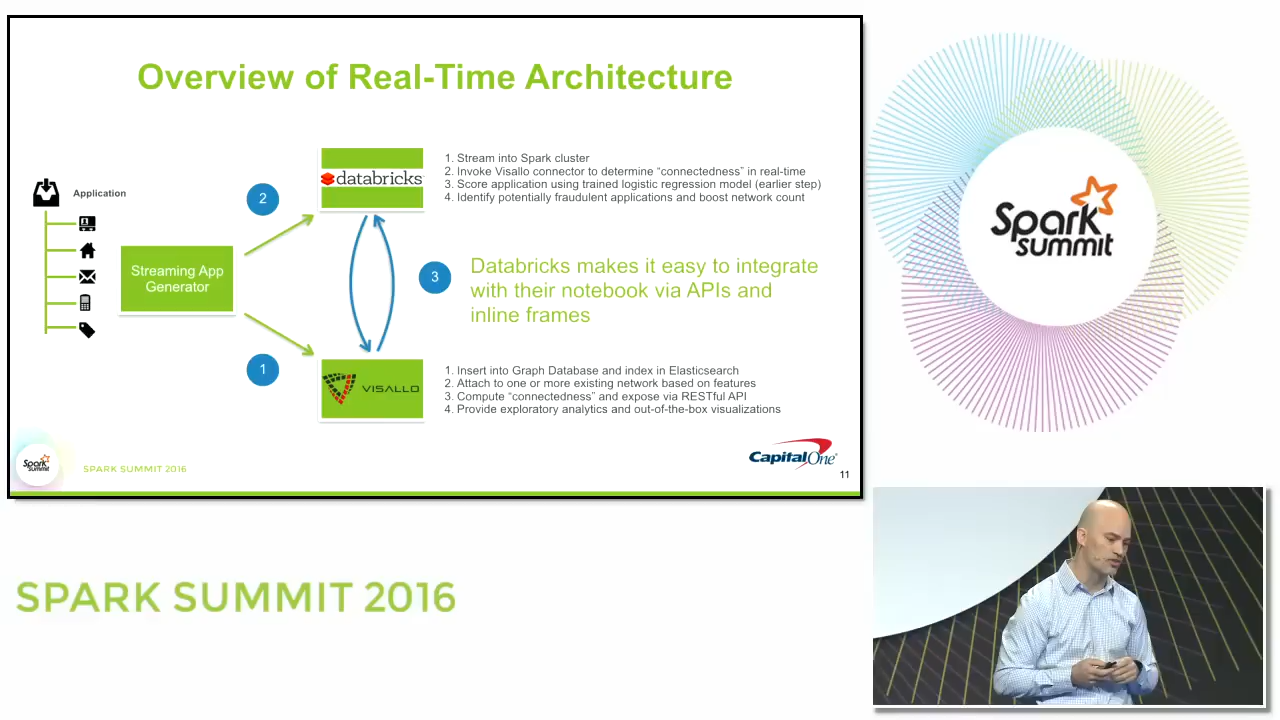 Overview of Real-Time Architecture
Application
Streaming App
Generator
2
databricks
1. Stream into Spark cluster
2. Invoke Visallo connector to determine “connectedness” in real-time
3. Score application using trained logistic regression model (earlier step)
4. Identify potentially fraudulent applications and boost network count
3
Databricks makes it easy to integrate
with their notebook via APIs and
inline frames
1
VISALLO
1. Insert into Graph Database and index in Elasticsearch
2. Attach to one or more existing network based on features
3. Compute “connectedness” and expose via RESTful API
4. Provide exploratory analytics and out-of-the-box visualizations
Spark
summit
SPARK SUMMIT 2016
Capital One
11
Spark
summit
SPARK SUMMIT 2016